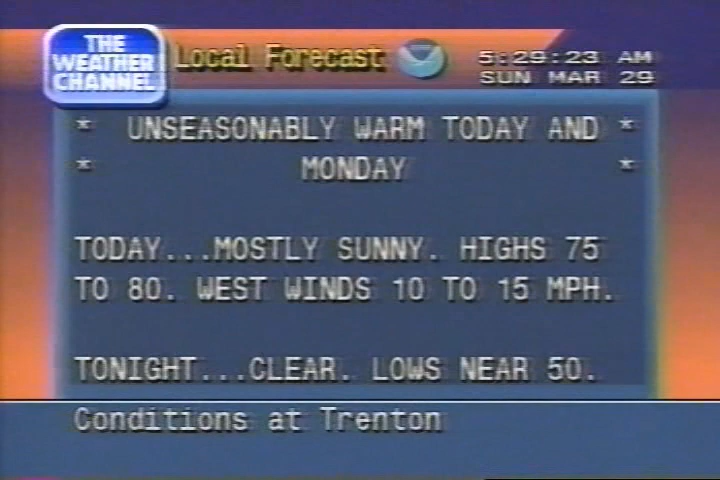 THE
WEATHER
CHANNEL
Local Forecast
5:29:23 AM
SUN MAR 29
* UNSEASONABLY WARM TODAY AND *
* MONDAY *
TODAY...MOSTLY SUNNY. HIGHS 75
TO 80. WEST WINDS 10 TO 15 MPH.
TONIGHT...CLEAR. LOWS NEAR 50.
Conditions at Trenton